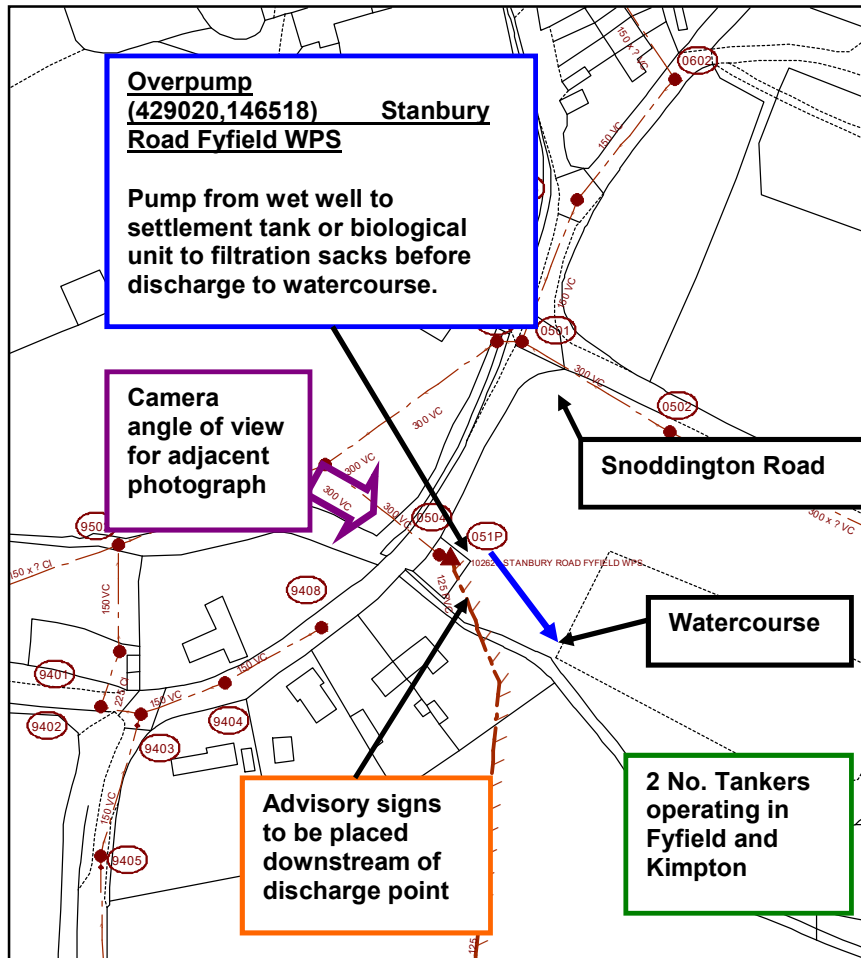 150 x ? VC
0602
Overpump
(429020,146518) Stanbury
Road Fyfield WPS
Pump from wet well to
settlement tank or biological
unit to filtration sacks before
discharge to watercourse.
150 VC
150 VC
0501
300 VC
0502
Camera
angle of view
for adjacent
photograph
300 VC
Snoddington Road
300 VC
300 VC
300 VC
300 x ? VC
0504
051P
150 x ? CI
STANBURY ROAD FYFIELD WPS
150VC
9408
Watercourse
9401
225 CI
150 VC
150 VC
9402
9403
9404
Advisory signs
to be placed
downstream of
discharge point
2 No. Tankers
operating in
Fyfield and
Kimpton
150 VC
9405
125